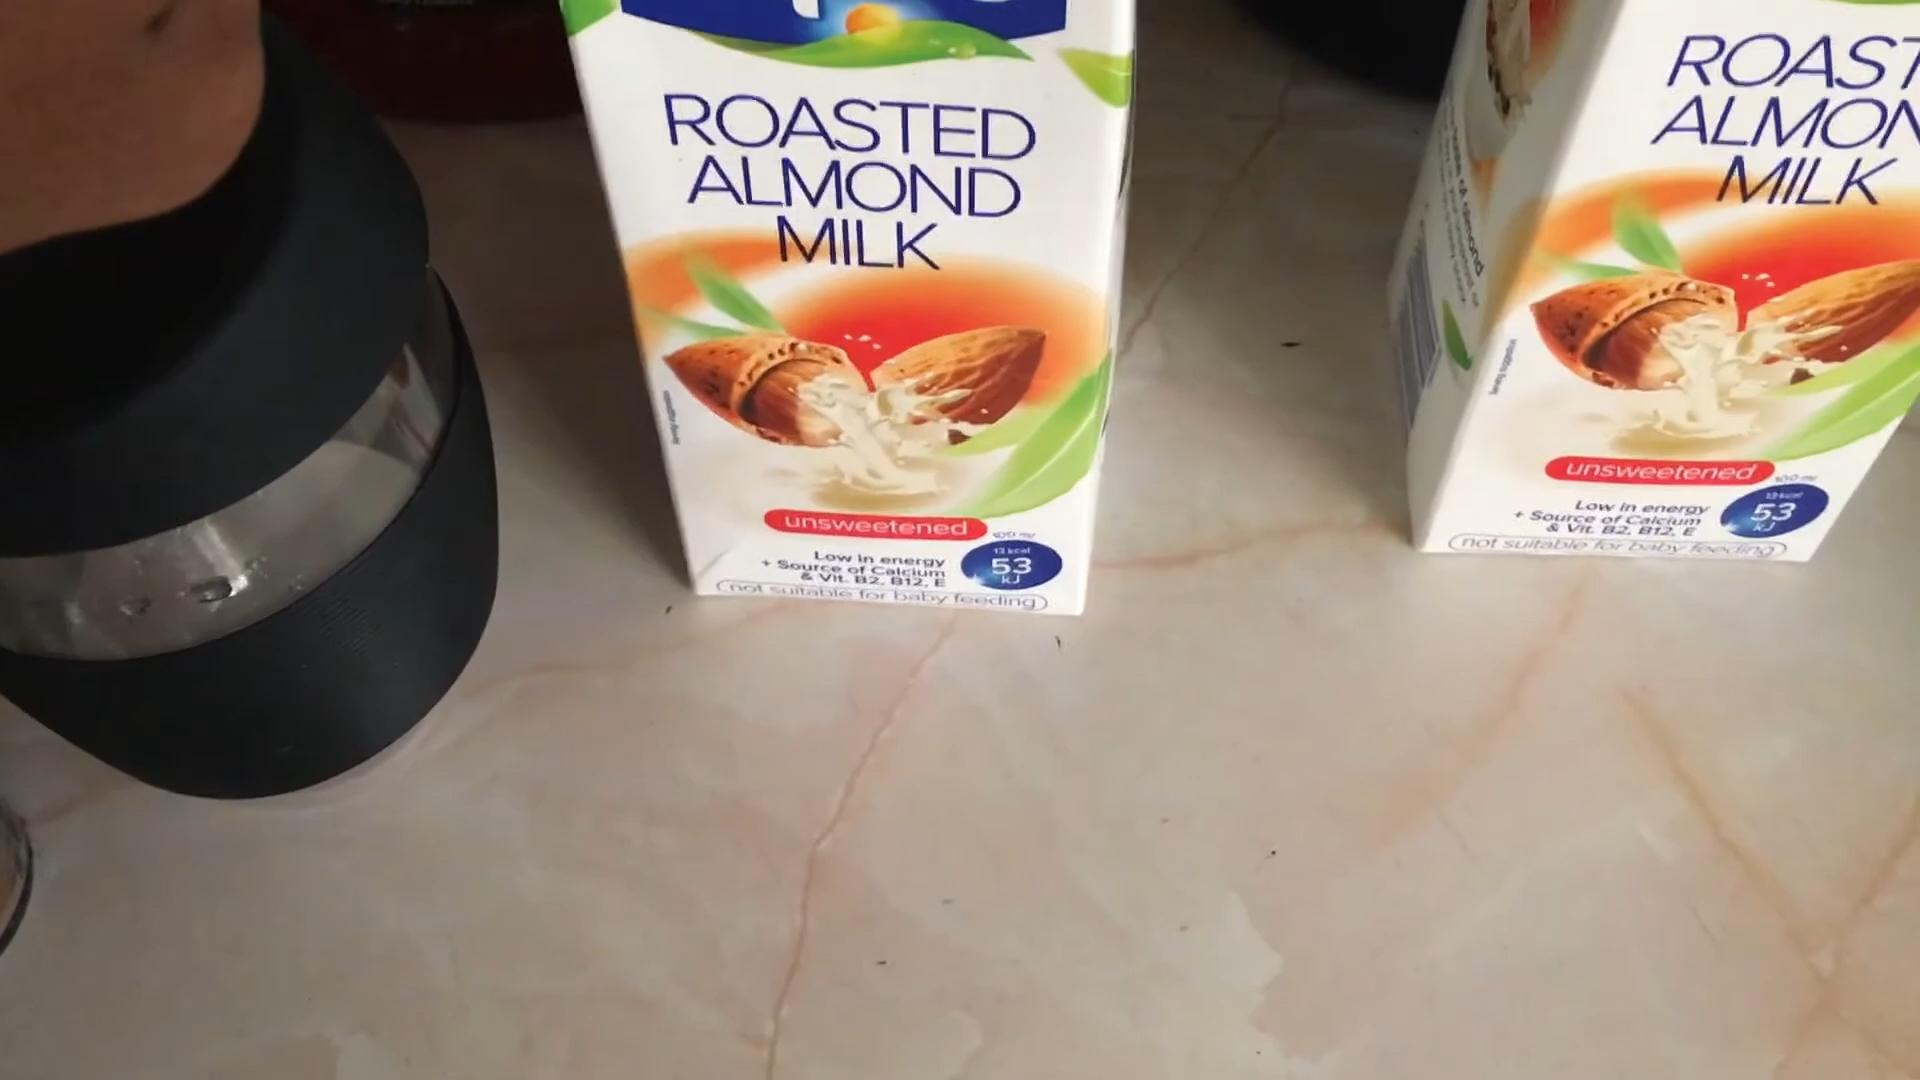 ROASTED
ALMOND
MILK
unsweetened
100 ml
Low in energy
+ Source of Calcium
& Vit. B2, B12, E
13 kcal
53
kJ
not suitable for baby feeding
ROAST
ALMON
MILK
unsweetened
100 ml
Low in energy
+ Source of Calcium
& Vit. B2, B12, E
13 kcal
53
kJ
not suitable for baby feeding